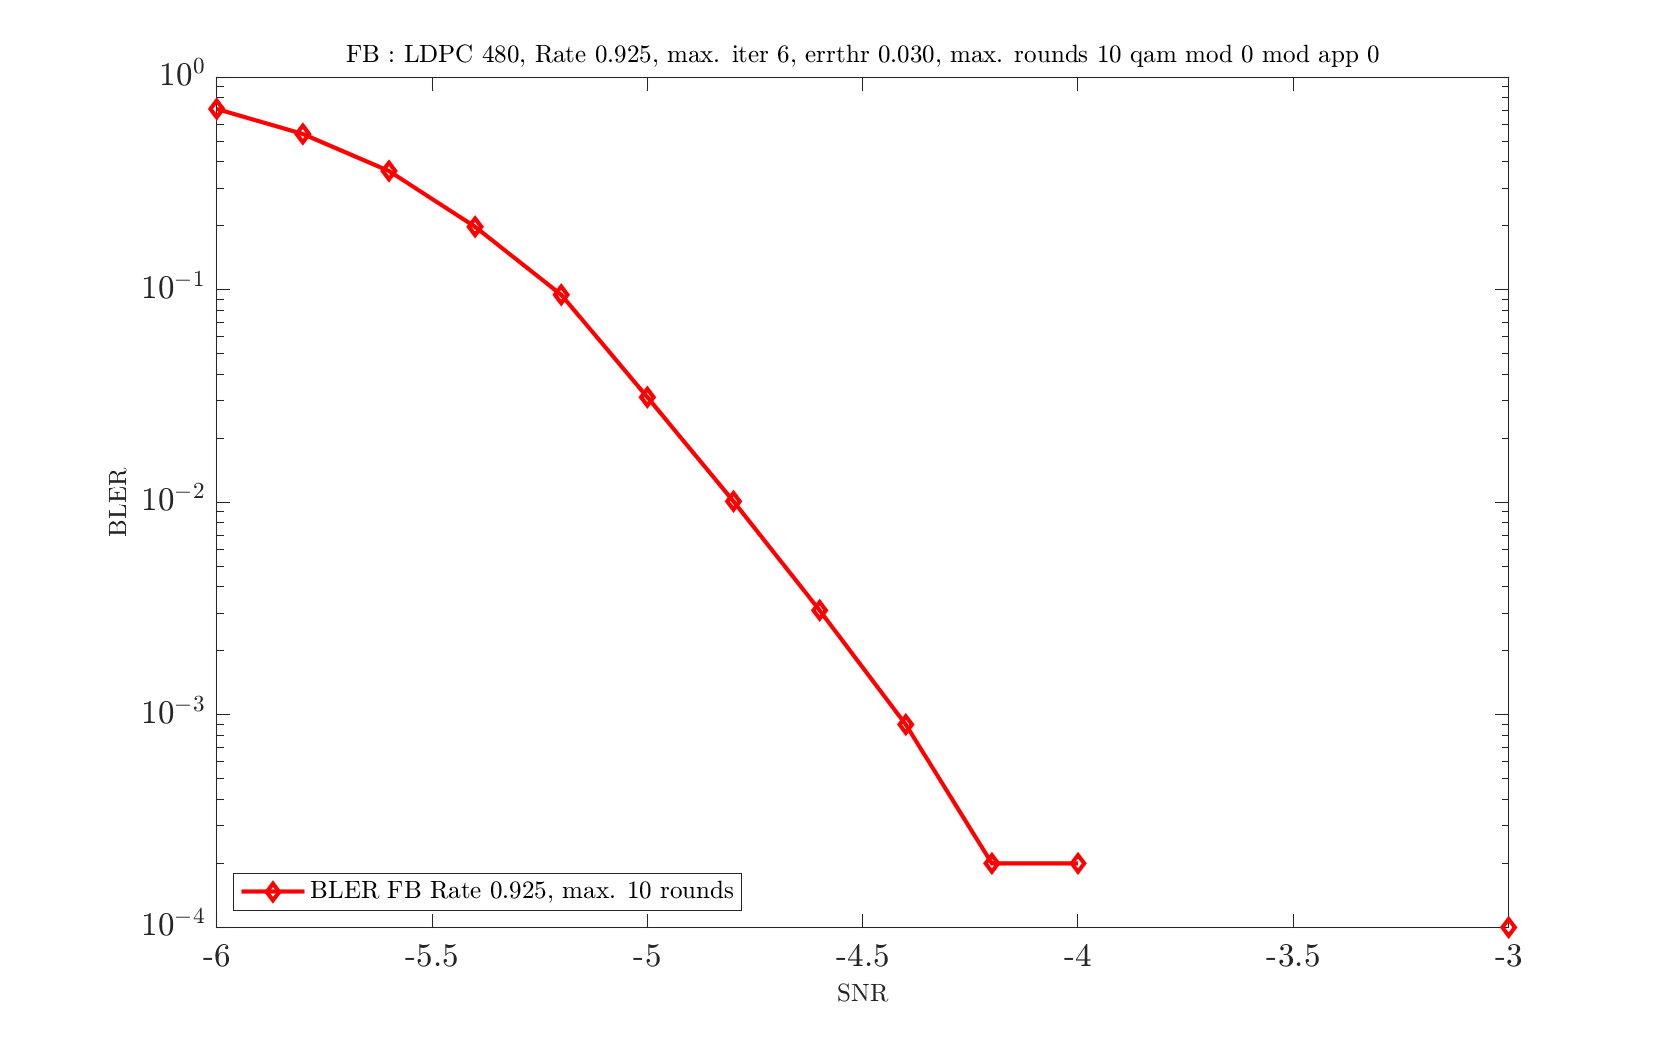 FB : LDPC 480, Rate 0.925, max. iter 6, errthr 0.030, max. rounds 10 qam mod 0 mod app 0
10^0
10^{-1}
10^{-2}
10^{-3}
10^{-4}
BLER
BLER FB Rate 0.925, max. 10 rounds
-6 -5.5 -5 -4.5 -4 -3.5 -3
SNR